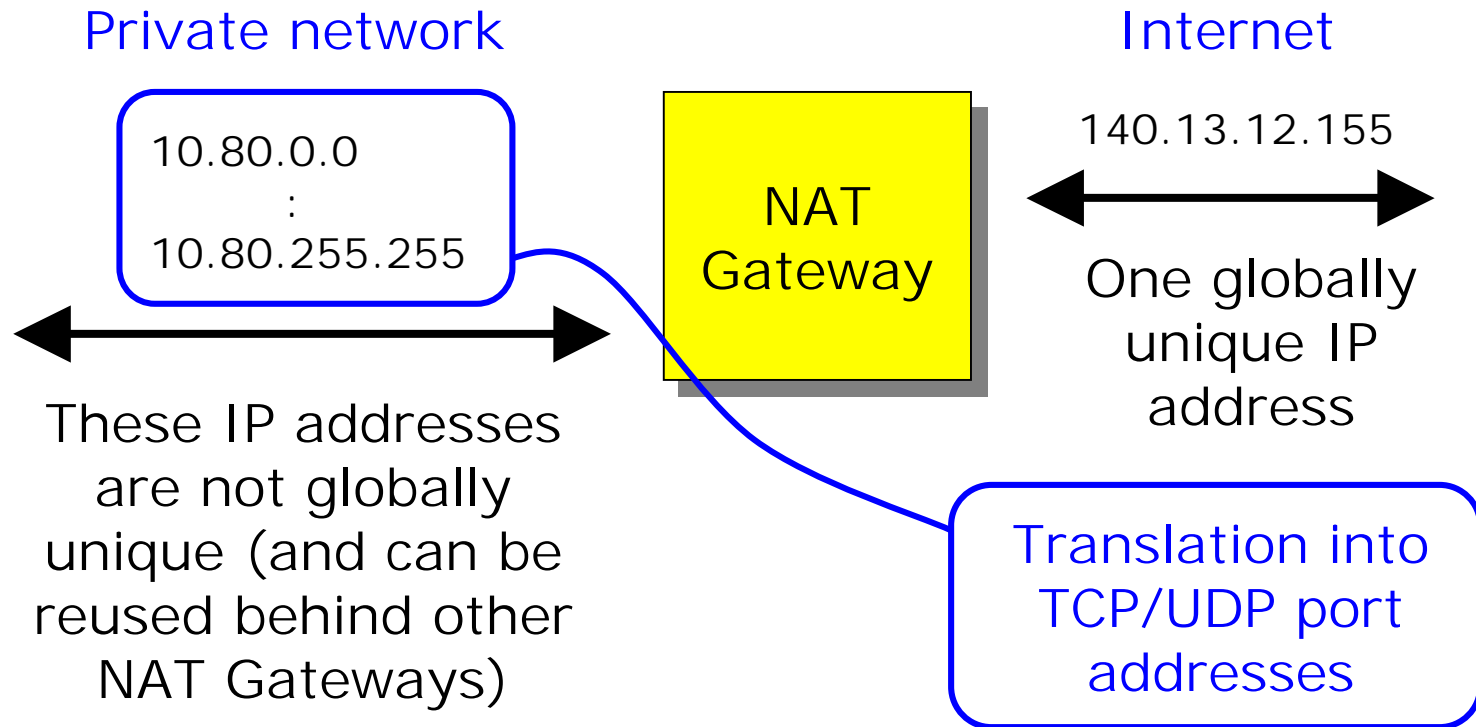 Private network
10.80.0.0
:
10.80.255.255
These IP addresses
are not globally
unique (and can be
reused behind other
NAT Gateways)
NAT
Gateway
Internet
140.13.12.155
One globally
unique IP
address
Translation into
TCP/UDP port
addresses